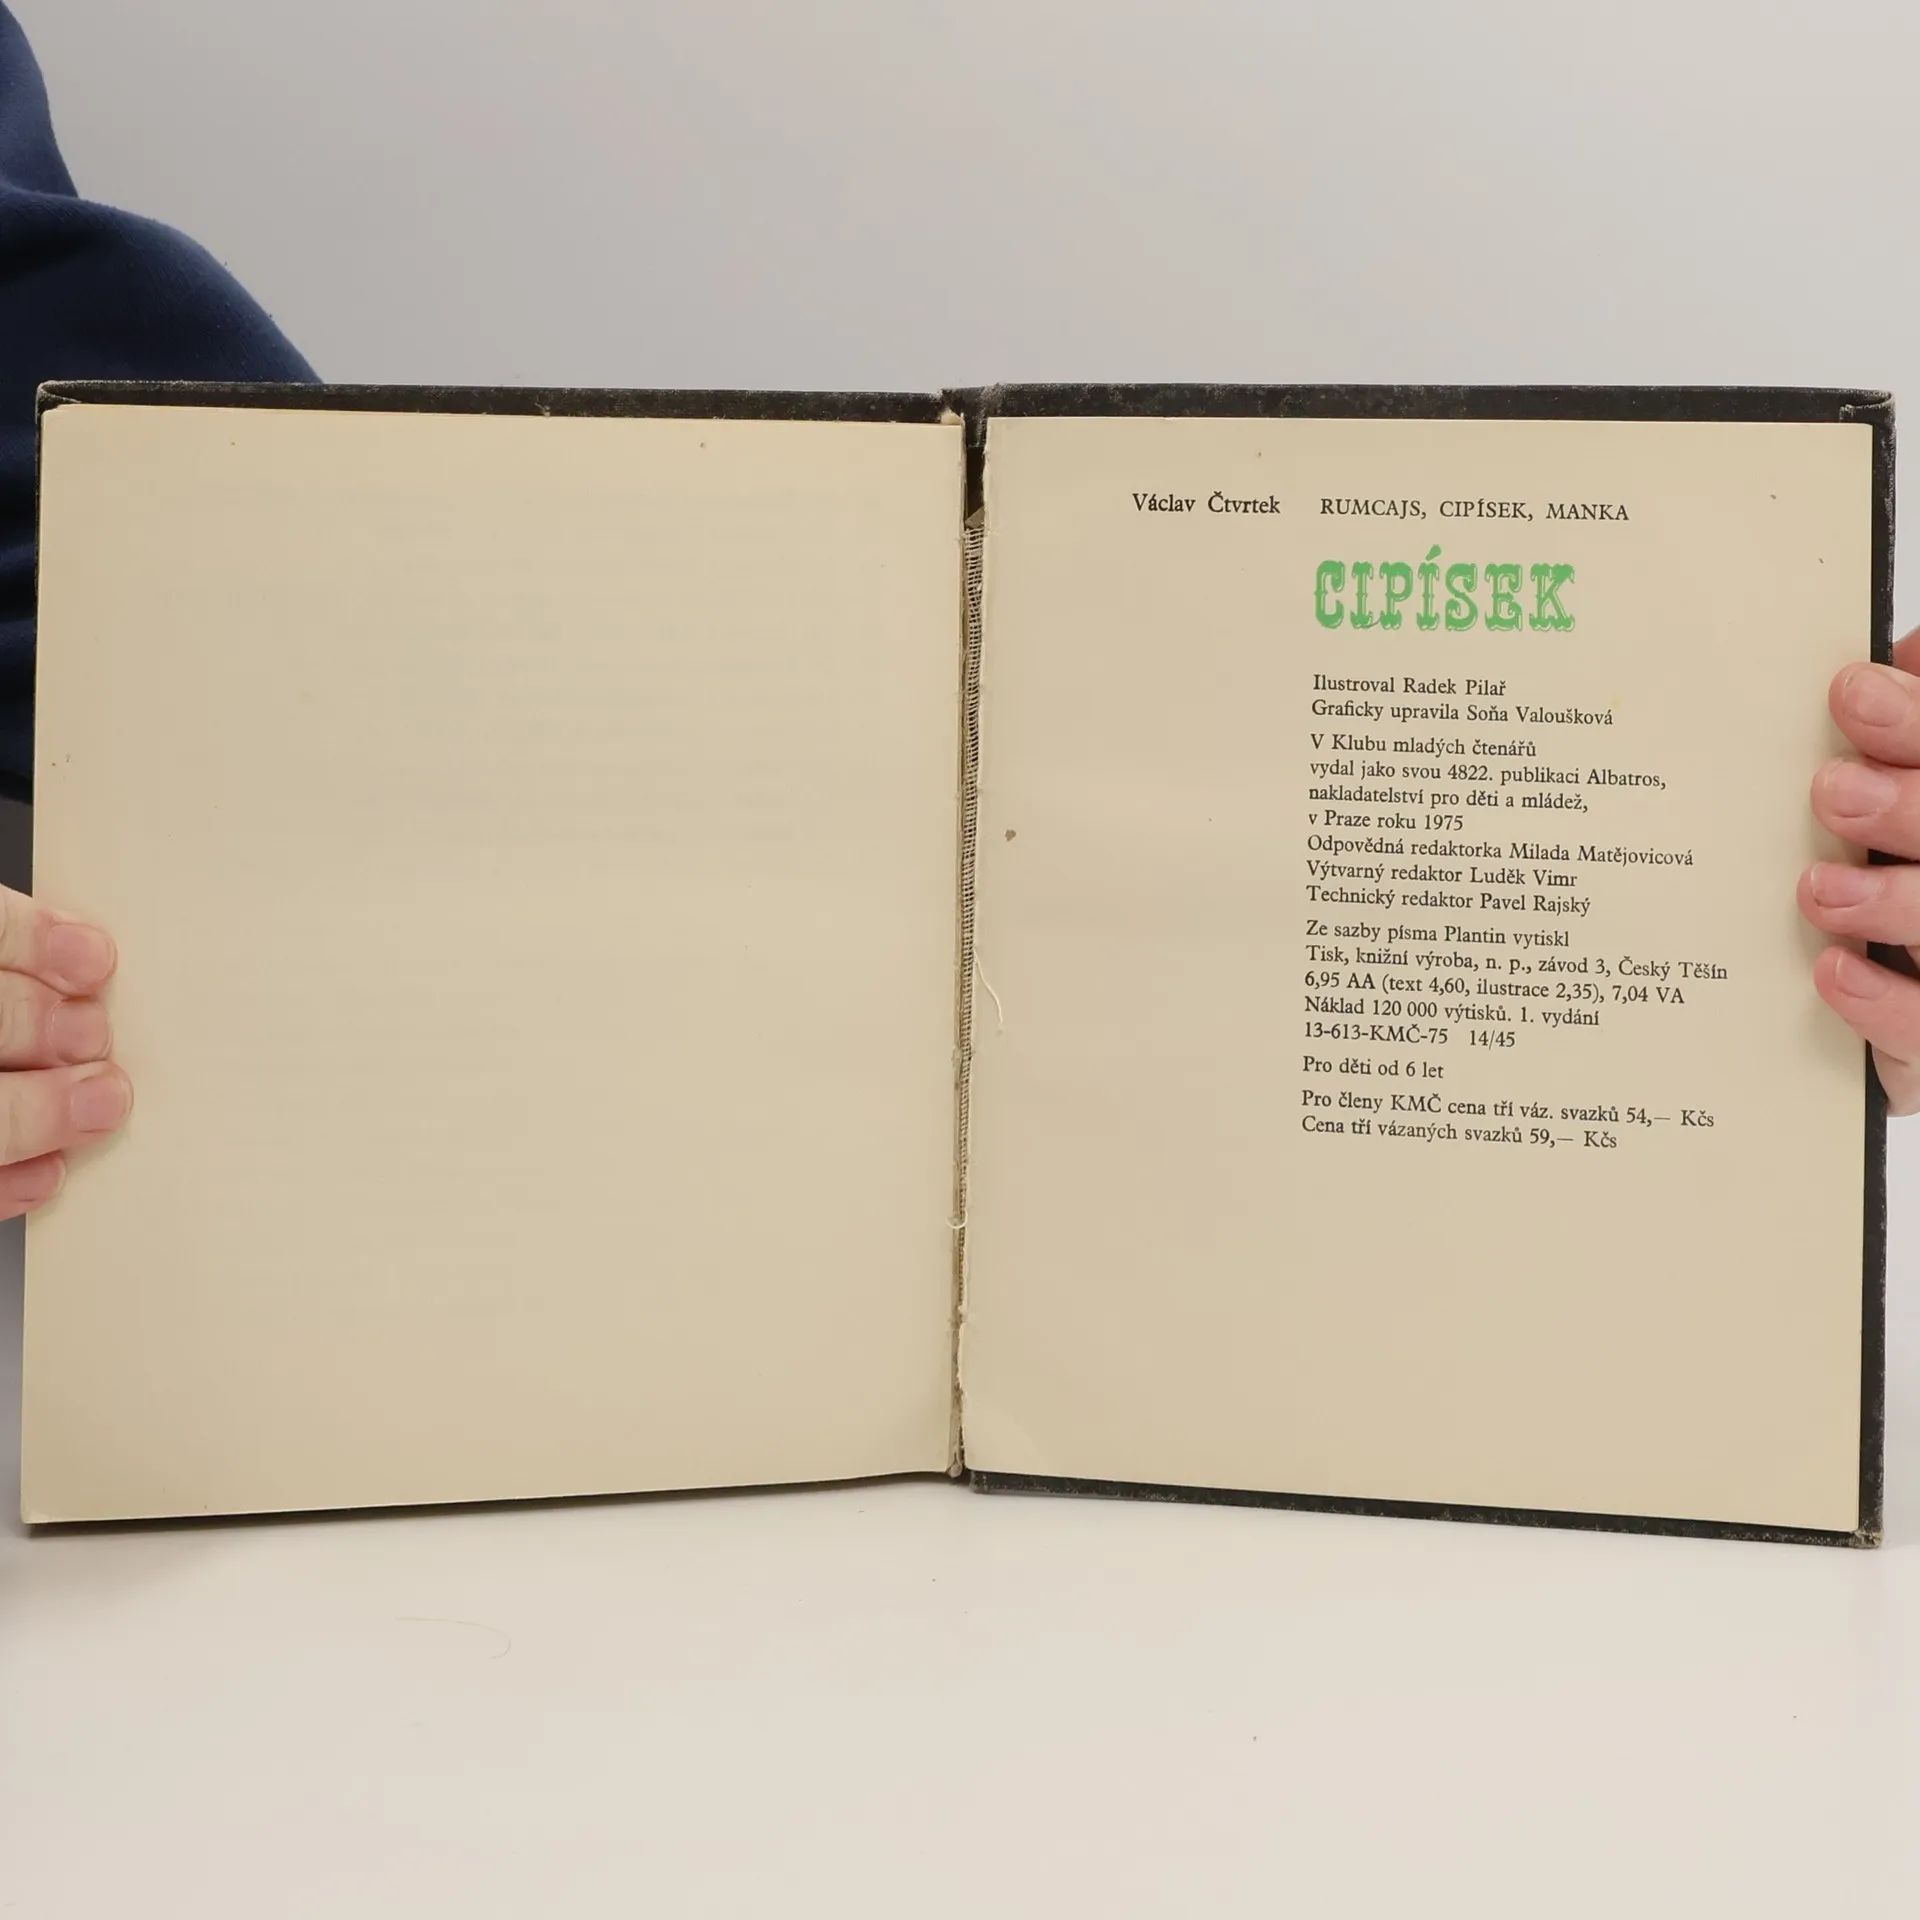 Václav Čtvrtek RUMCAJS, CIPÍSEK, MANKA
CIPÍSEK
Ilustroval Radek Pilař
Graficky upravila Soňa Valoušková
V Klubu mladých čtenářů
vydal jako svou 4822. publikaci Albatros,
nakladatelství pro děti a mládež,
v Praze roku 1975
Odpovědná redaktorka Milada Matějovicová
Výtvarný redaktor Luděk Vimr
Technický redaktor Pavel Rajský
Ze sazby písma Plantin vytiskl
Tisk, knižní výroba, n. p., závod 3, Český Těšín
6,95 AA (text 4,60, ilustrace 2,35), 7,04 VA
Náklad 120 000 výtisků. 1. vydání
13-613-KMČ-75 14/45
Pro děti od 6 let
Pro členy KMČ cena tří váz. svazků 54,— Kčs
Cena tří vázaných svazků 59,— Kčs